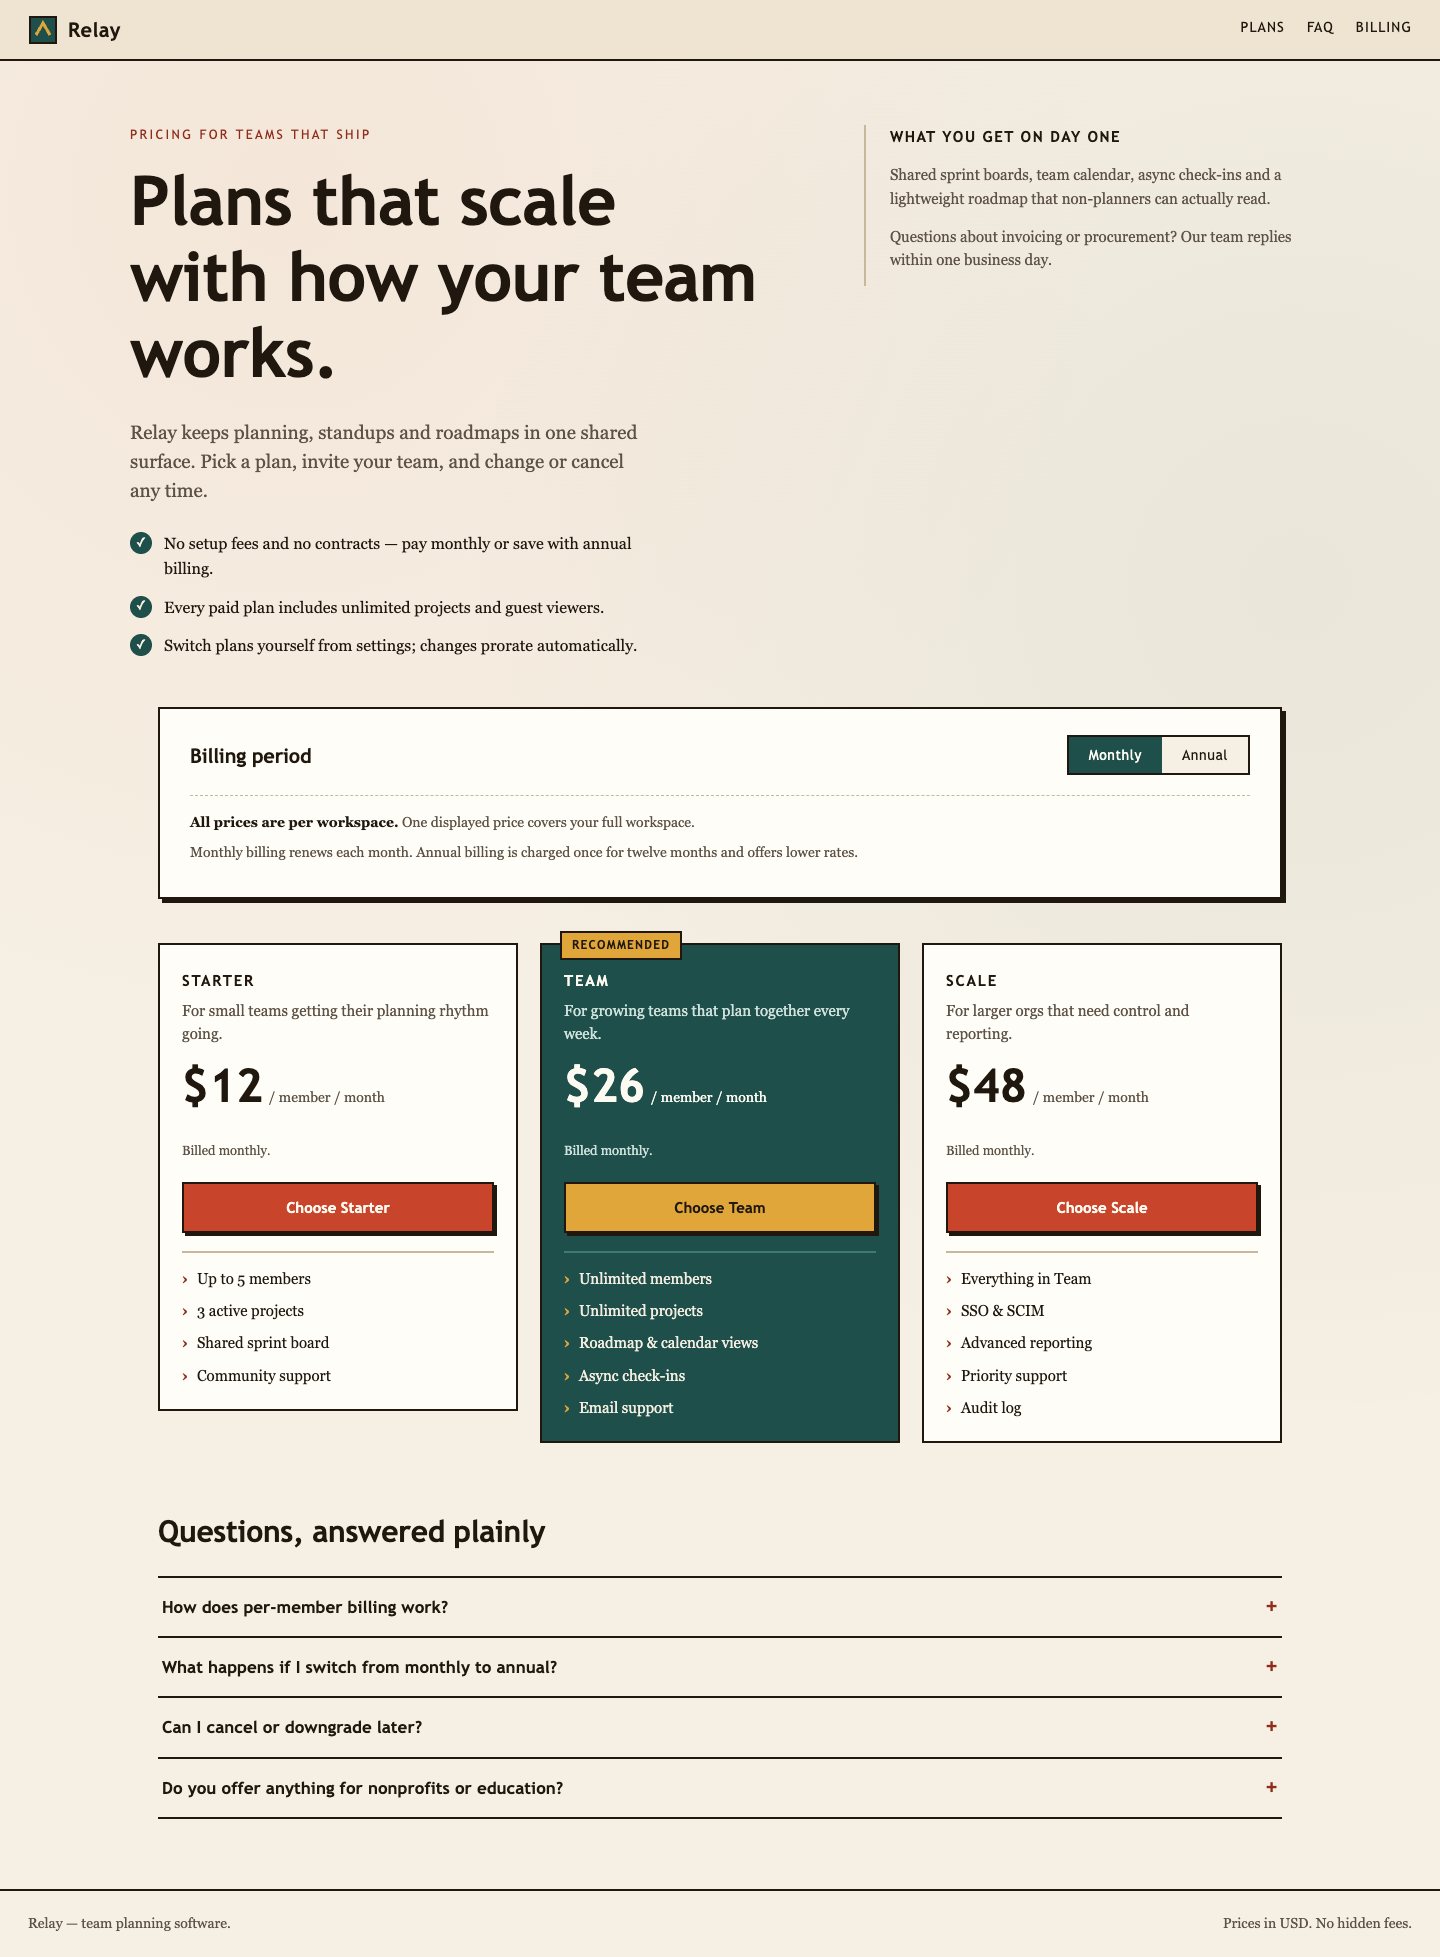 Relay
PLANS FAQ BILLING
PRICING FOR TEAMS THAT SHIP
Plans that scale
with how your team
works.
Relay keeps planning, standups and roadmaps in one shared
surface. Pick a plan, invite your team, and change or cancel
any time.
No setup fees and no contracts — pay monthly or save with annual
billing.
Every paid plan includes unlimited projects and guest viewers.
Switch plans yourself from settings; changes prorate automatically.
WHAT YOU GET ON DAY ONE
Shared sprint boards, team calendar, async check-ins and a
lightweight roadmap that non-planners can actually read.
Questions about invoicing or procurement? Our team replies
within one business day.
Billing period
Monthly Annual
All prices are per workspace. One displayed price covers your full workspace.
Monthly billing renews each month. Annual billing is charged once for twelve months and offers lower rates.
STARTER
For small teams getting their planning rhythm
going.
$12 / member / month
Billed monthly.
Choose Starter
› Up to 5 members
› 3 active projects
› Shared sprint board
› Community support
RECOMMENDED
TEAM
For growing teams that plan together every
week.
$26 / member / month
Billed monthly.
Choose Team
› Unlimited members
› Unlimited projects
› Roadmap & calendar views
› Async check-ins
› Email support
SCALE
For larger orgs that need control and
reporting.
$48 / member / month
Billed monthly.
Choose Scale
› Everything in Team
› SSO & SCIM
› Advanced reporting
› Priority support
› Audit log
Questions, answered plainly
How does per-member billing work? +
What happens if I switch from monthly to annual? +
Can I cancel or downgrade later? +
Do you offer anything for nonprofits or education? +
Relay — team planning software.
Prices in USD. No hidden fees.